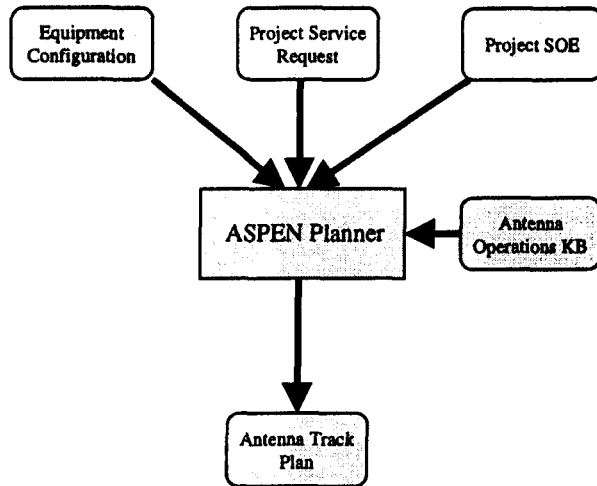 Equipment
Configuration
Project Service
Request
Project SOE
ASPEN Planner
Antenna
Operations KB
Antenna Track
Plan